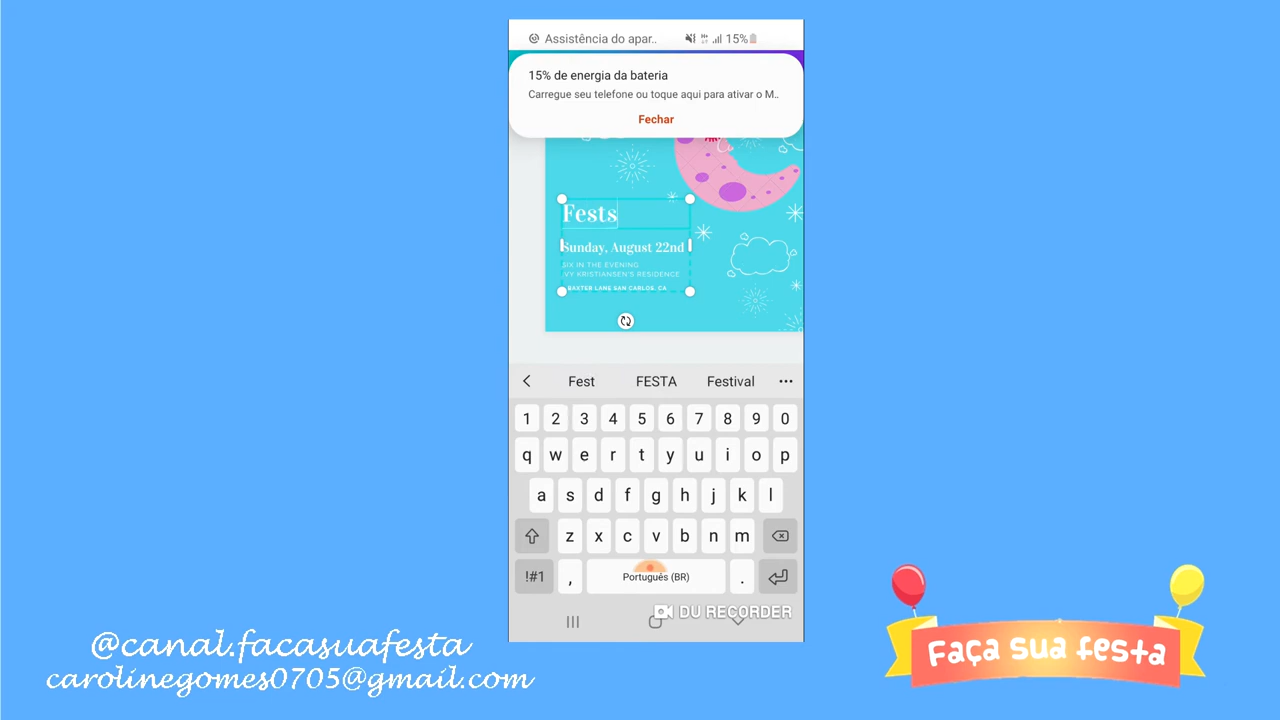 Assistência do apar..
15%
15% de energia da bateria
Carregue seu telefone ou toque aqui para ativar o M..
Fechar
Fests
Sunday, August 22nd
SIX IN THE EVENING
VY KRISTIANSEN'S RESIDENCE
BAXTER LANE SAN CARLOS, CA
Fest FESTA Festival
1 2 3 4 5 6 7 8 9 0
q w e r t y u i o p
a s d f g h j k l
z x c v b n m
!#1 , Português (BR) .
DU RECORDER
@canal.facasuafesta
carolinegomes0705@gmail.com
Faça sua festa